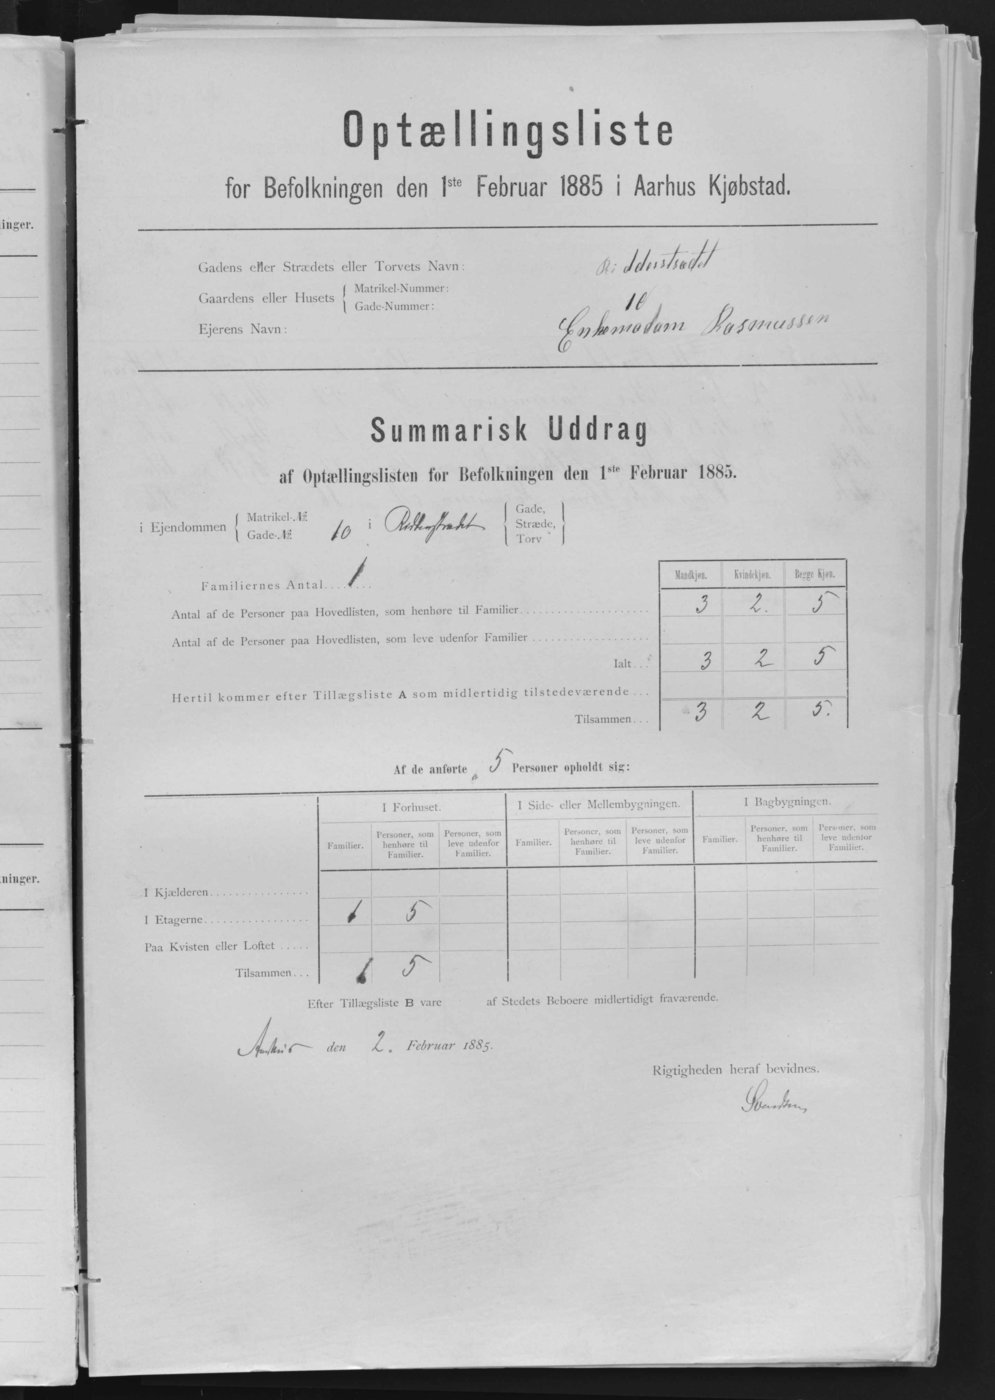 Optællingsliste
for Befolkningen den 1ste Februar 1885 i Aarhus Kjøbstad.
Gadens eller Strædets eller Torvets Navn: Ridderstrædet
Gaardens eller Husets { Matrikel-Nummer:
Gade-Nummer: 10
Ejerens Navn: Enkemadam Rasmussen
Summarisk Uddrag
af Optællingslisten for Befolkningen den 1ste Februar 1885.
i Ejendommen { Matrikel-№ Gade-№ 10 i Ridderstrædet { Gade, Stræde, Torv }
Mandkjøn. Kvindekjøn. Begge Kjøn.
Familiernes Antal.... 1
Antal af de Personer paa Hovedlisten, som henhøre til Familier 3 2. 5
Antal af de Personer paa Hovedlisten, som leve udenfor Familier
Ialt... 3 2 5
Hertil kommer efter Tillægsliste A som midlertidig tilstedeværende ...
Tilsammen... 3 2 5.
Af de anførte 5 Personer opholdt sig:
I Forhuset. I Side- eller Mellembygningen. I Bagbygningen.
Familier. Personer, som henhøre til Familier. Personer, som leve udenfor Familier. Familier. Personer, som henhøre til Familier. Personer, som leve udenfor Familier. Familier. Personer, som henhøre til Familier. Personer, som leve udenfor Familier.
I Kjælderen
I Etagerne 1 5
Paa Kvisten eller Loftet
Tilsammen... 1 5
Efter Tillægsliste B vare af Stedets Beboere midlertidigt fraværende.
Aarhus den 2. Februar 1885.
Rigtigheden heraf bevidnes.
inger.
ninger.